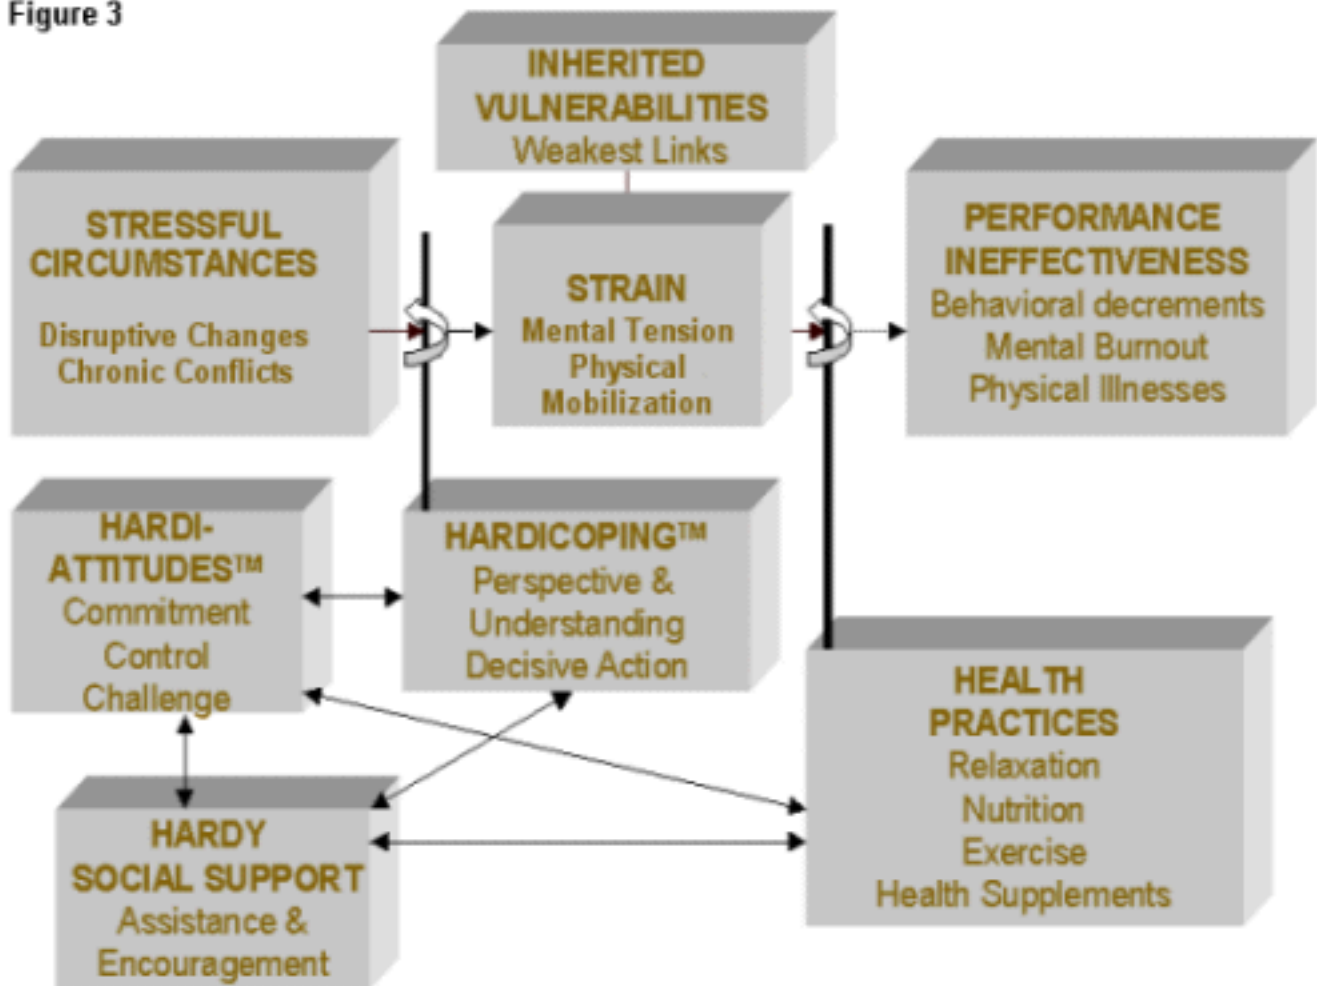 Figure 3
INHERITED
VULNERABILITIES
Weakest Links
STRESSFUL
CIRCUMSTANCES
Disruptive Changes
Chronic Conflicts
STRAIN
Mental Tension
Physical
Mobilization
PERFORMANCE
INEFFECTIVENESS
Behavioral decrements
Mental Burnout
Physical Illnesses
HARDI-
ATTITUDES™
Commitment
Control
Challenge
HARDICOPING™
Perspective &
Understanding
Decisive Action
HEALTH
PRACTICES
Relaxation
Nutrition
Exercise
Health Supplements
HARDY
SOCIAL SUPPORT
Assistance &
Encouragement